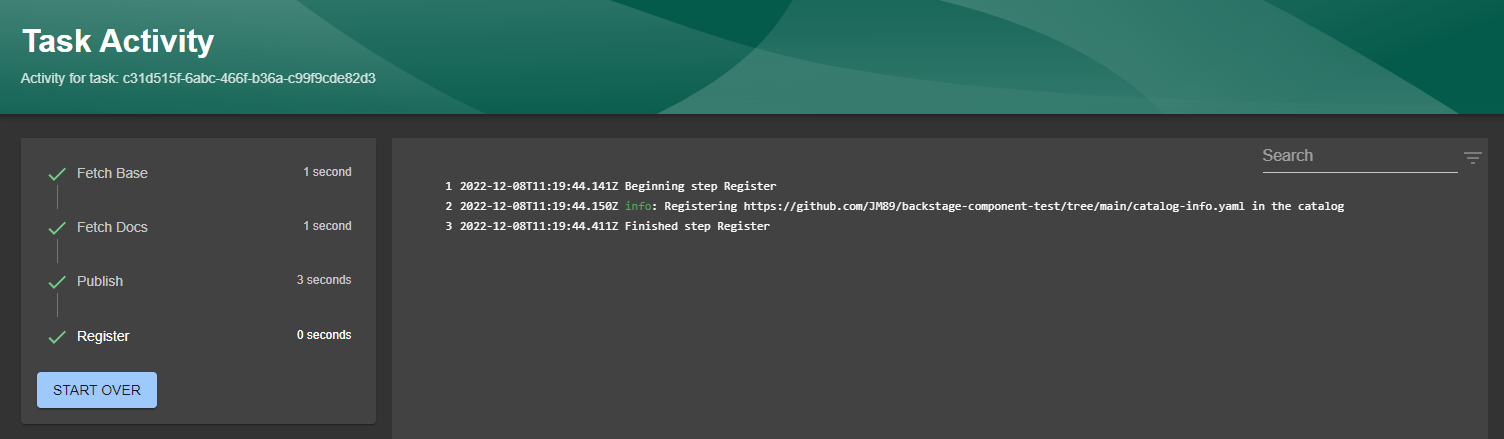 Task Activity
Activity for task: c31d515f-6abc-466f-b36a-c99f9cde82d3
Fetch Base 1 second
Fetch Docs 1 second
Publish 3 seconds
Register 0 seconds
START OVER
Search
1 2022-12-08T11:19:44.141Z Beginning step Register
2 2022-12-08T11:19:44.150Z info: Registering https://github.com/JM89/backstage-component-test/tree/main/catalog-info.yaml in the catalog
3 2022-12-08T11:19:44.411Z Finished step Register